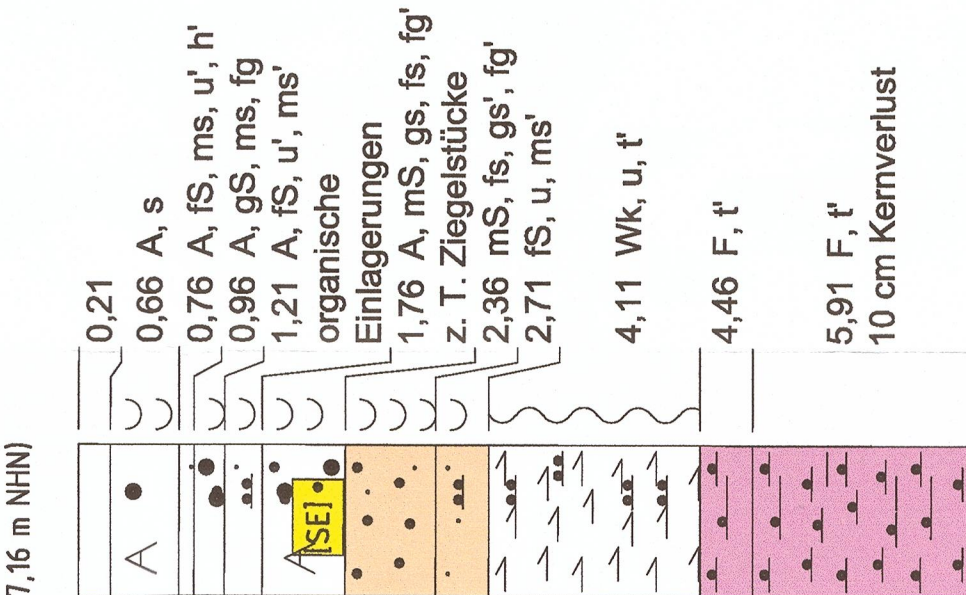 7,16 m NHN)
0,21
0,66 A, s
0,76 A, fS, ms, u', h'
0,96 A, gS, ms, fg
1,21 A, fS, u', ms'
organische
Einlagerungen
1,76 A, mS, gs, fs, fg'
z. T. Ziegelstücke
2,36 mS, fs, gs', fg'
2,71 fS, u, ms'
4,11 Wk, u, t'
4,46 F, t'
5,91 F, t'
10 cm Kernverlust
A
A
[SE]